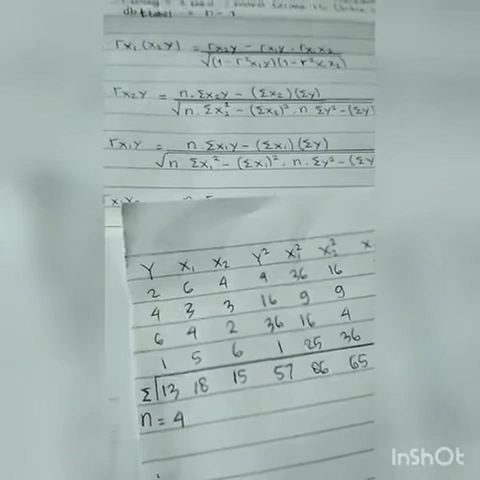 db total = n - 1
rx₁(x₂y) = rx₂y - rx₁y . rx₁x₂
√(1-r²x₁y)(1-r²x₁x₂)
rx₂y = n.Σx₂y - (Σx₂)(Σy)
√n.Σx₂² - (Σx₂)². n Σy² - (Σy)
rx₁y = n.Σx₁y - (Σx₁)(Σy)
√n Σx₁² - (Σx₁)². n. Σy² - (Σy
rx₁x₂
Y X₁ X₂ Y² X₁² X₂² X
2 6 4 4 36 16
4 3 3 16 9 9
6 4 2 36 16 4
1 5 6 1 25 36
Σ 13 18 15 57 86 65
n = 4
InShOt